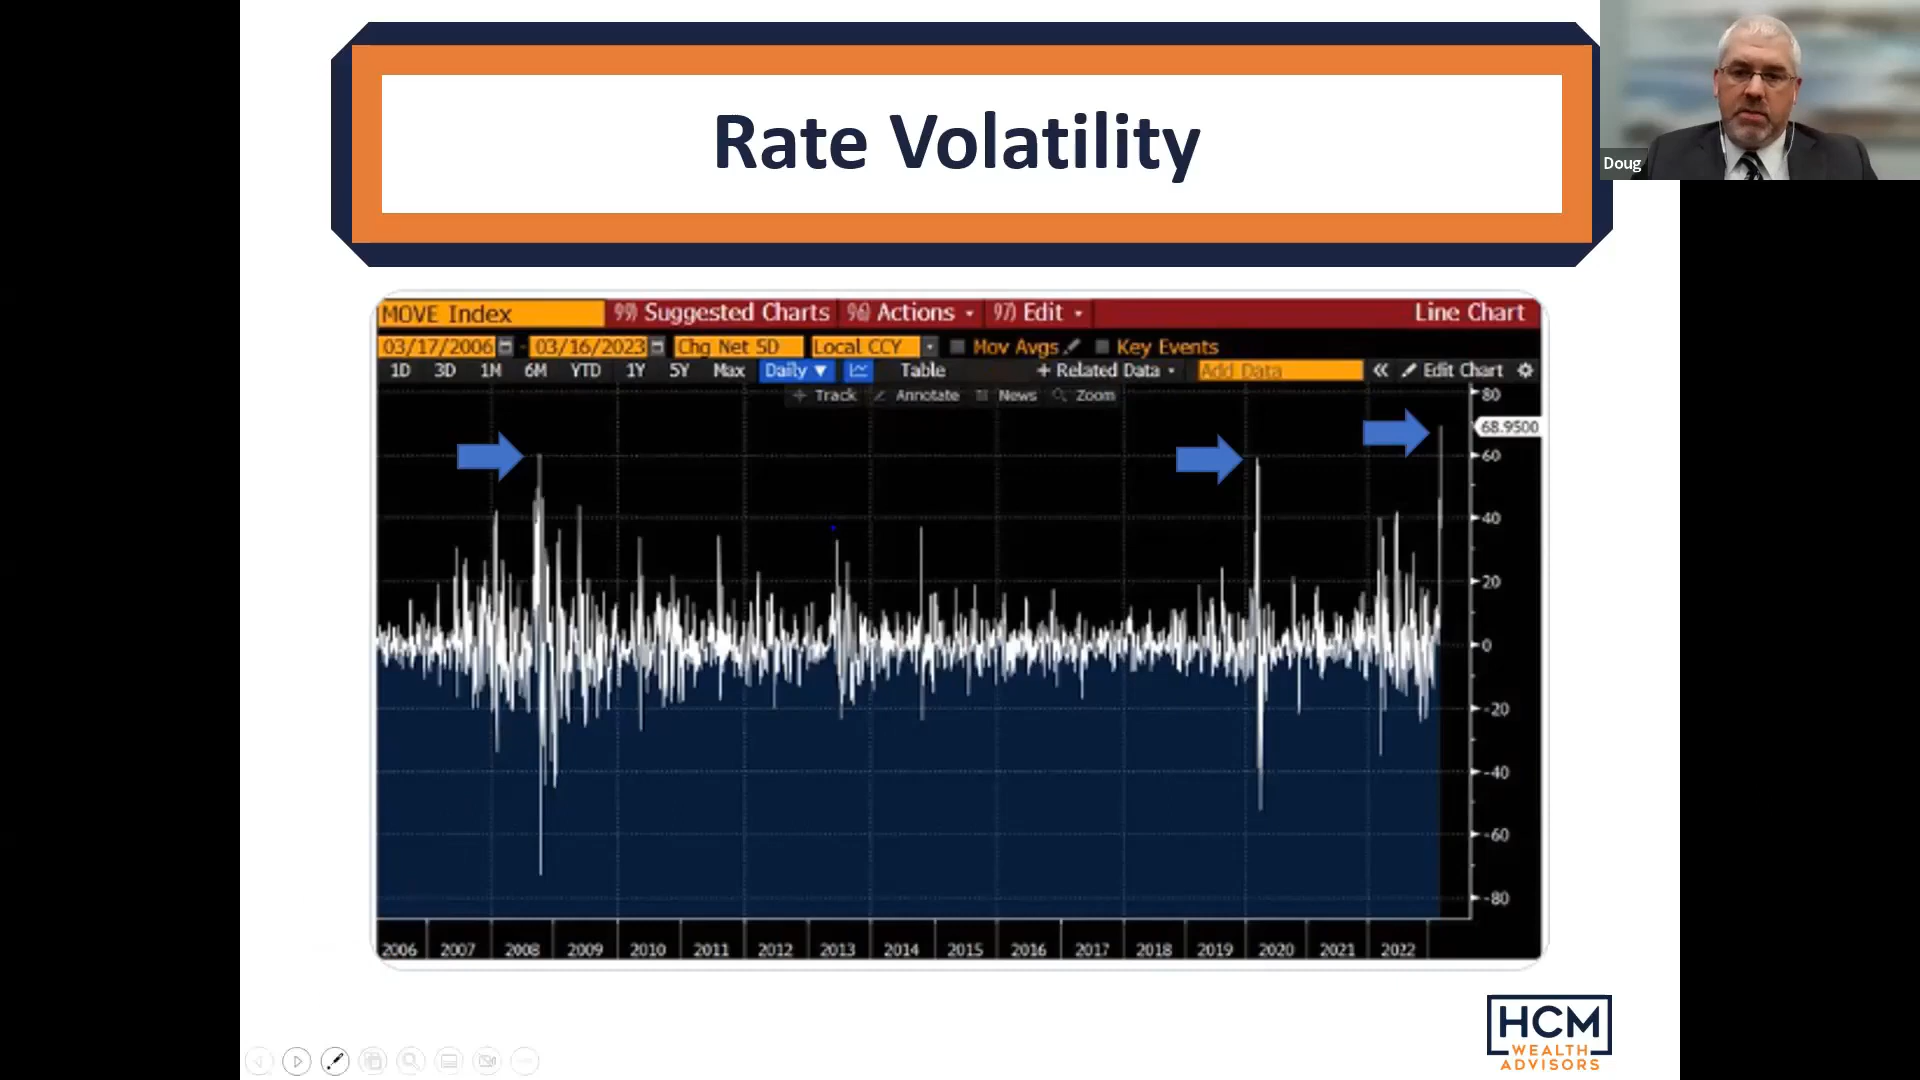 Rate Volatility
Doug
MOVE Index
99) Suggested Charts
96) Actions
97) Edit
Line Chart
03/17/2006 - 03/16/2023 Chg Net 5D Local CCY Mov Avgs Key Events
1D 3D 1M 6M YTD 1Y 5Y Max Daily ▼ Table + Related Data Add Data « Edit Chart
Track Annotate News Zoom
80
68.9500
60
40
20
0
-20
-40
-60
-80
2006 2007 2008 2009 2010 2011 2012 2013 2014 2015 2016 2017 2018 2019 2020 2021 2022
HCM
WEALTH
ADVISORS